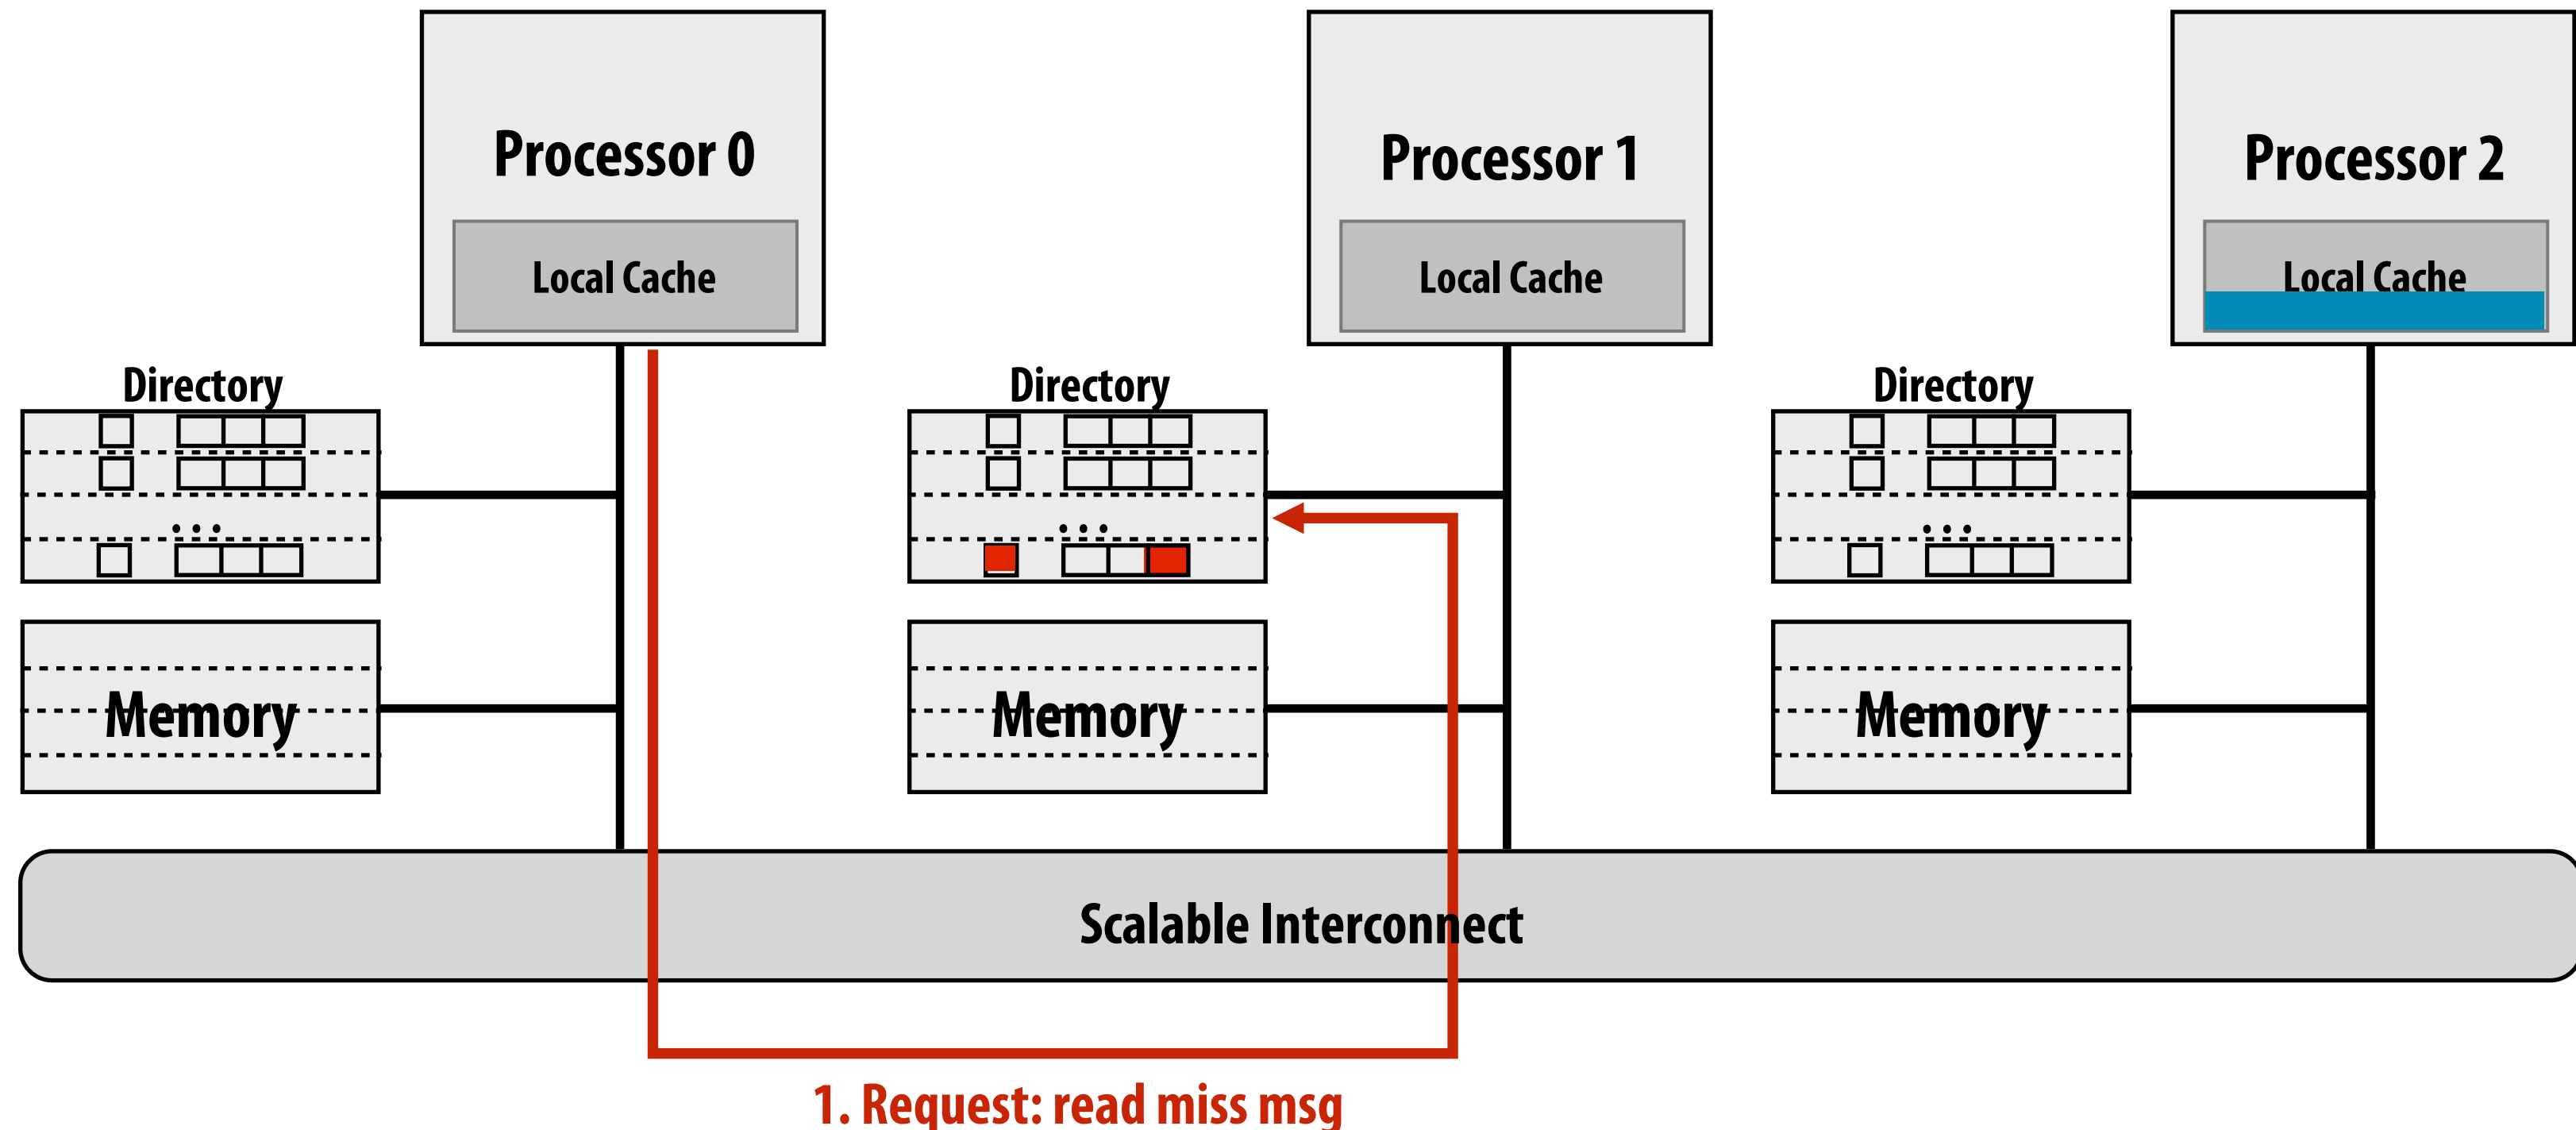 Processor 0
Processor 1
Processor 2
Local Cache
Local Cache
Local Cache
Directory
Directory
Directory
...
...
...
Memory
Memory
Memory
Scalable Interconnect
1. Request: read miss msg